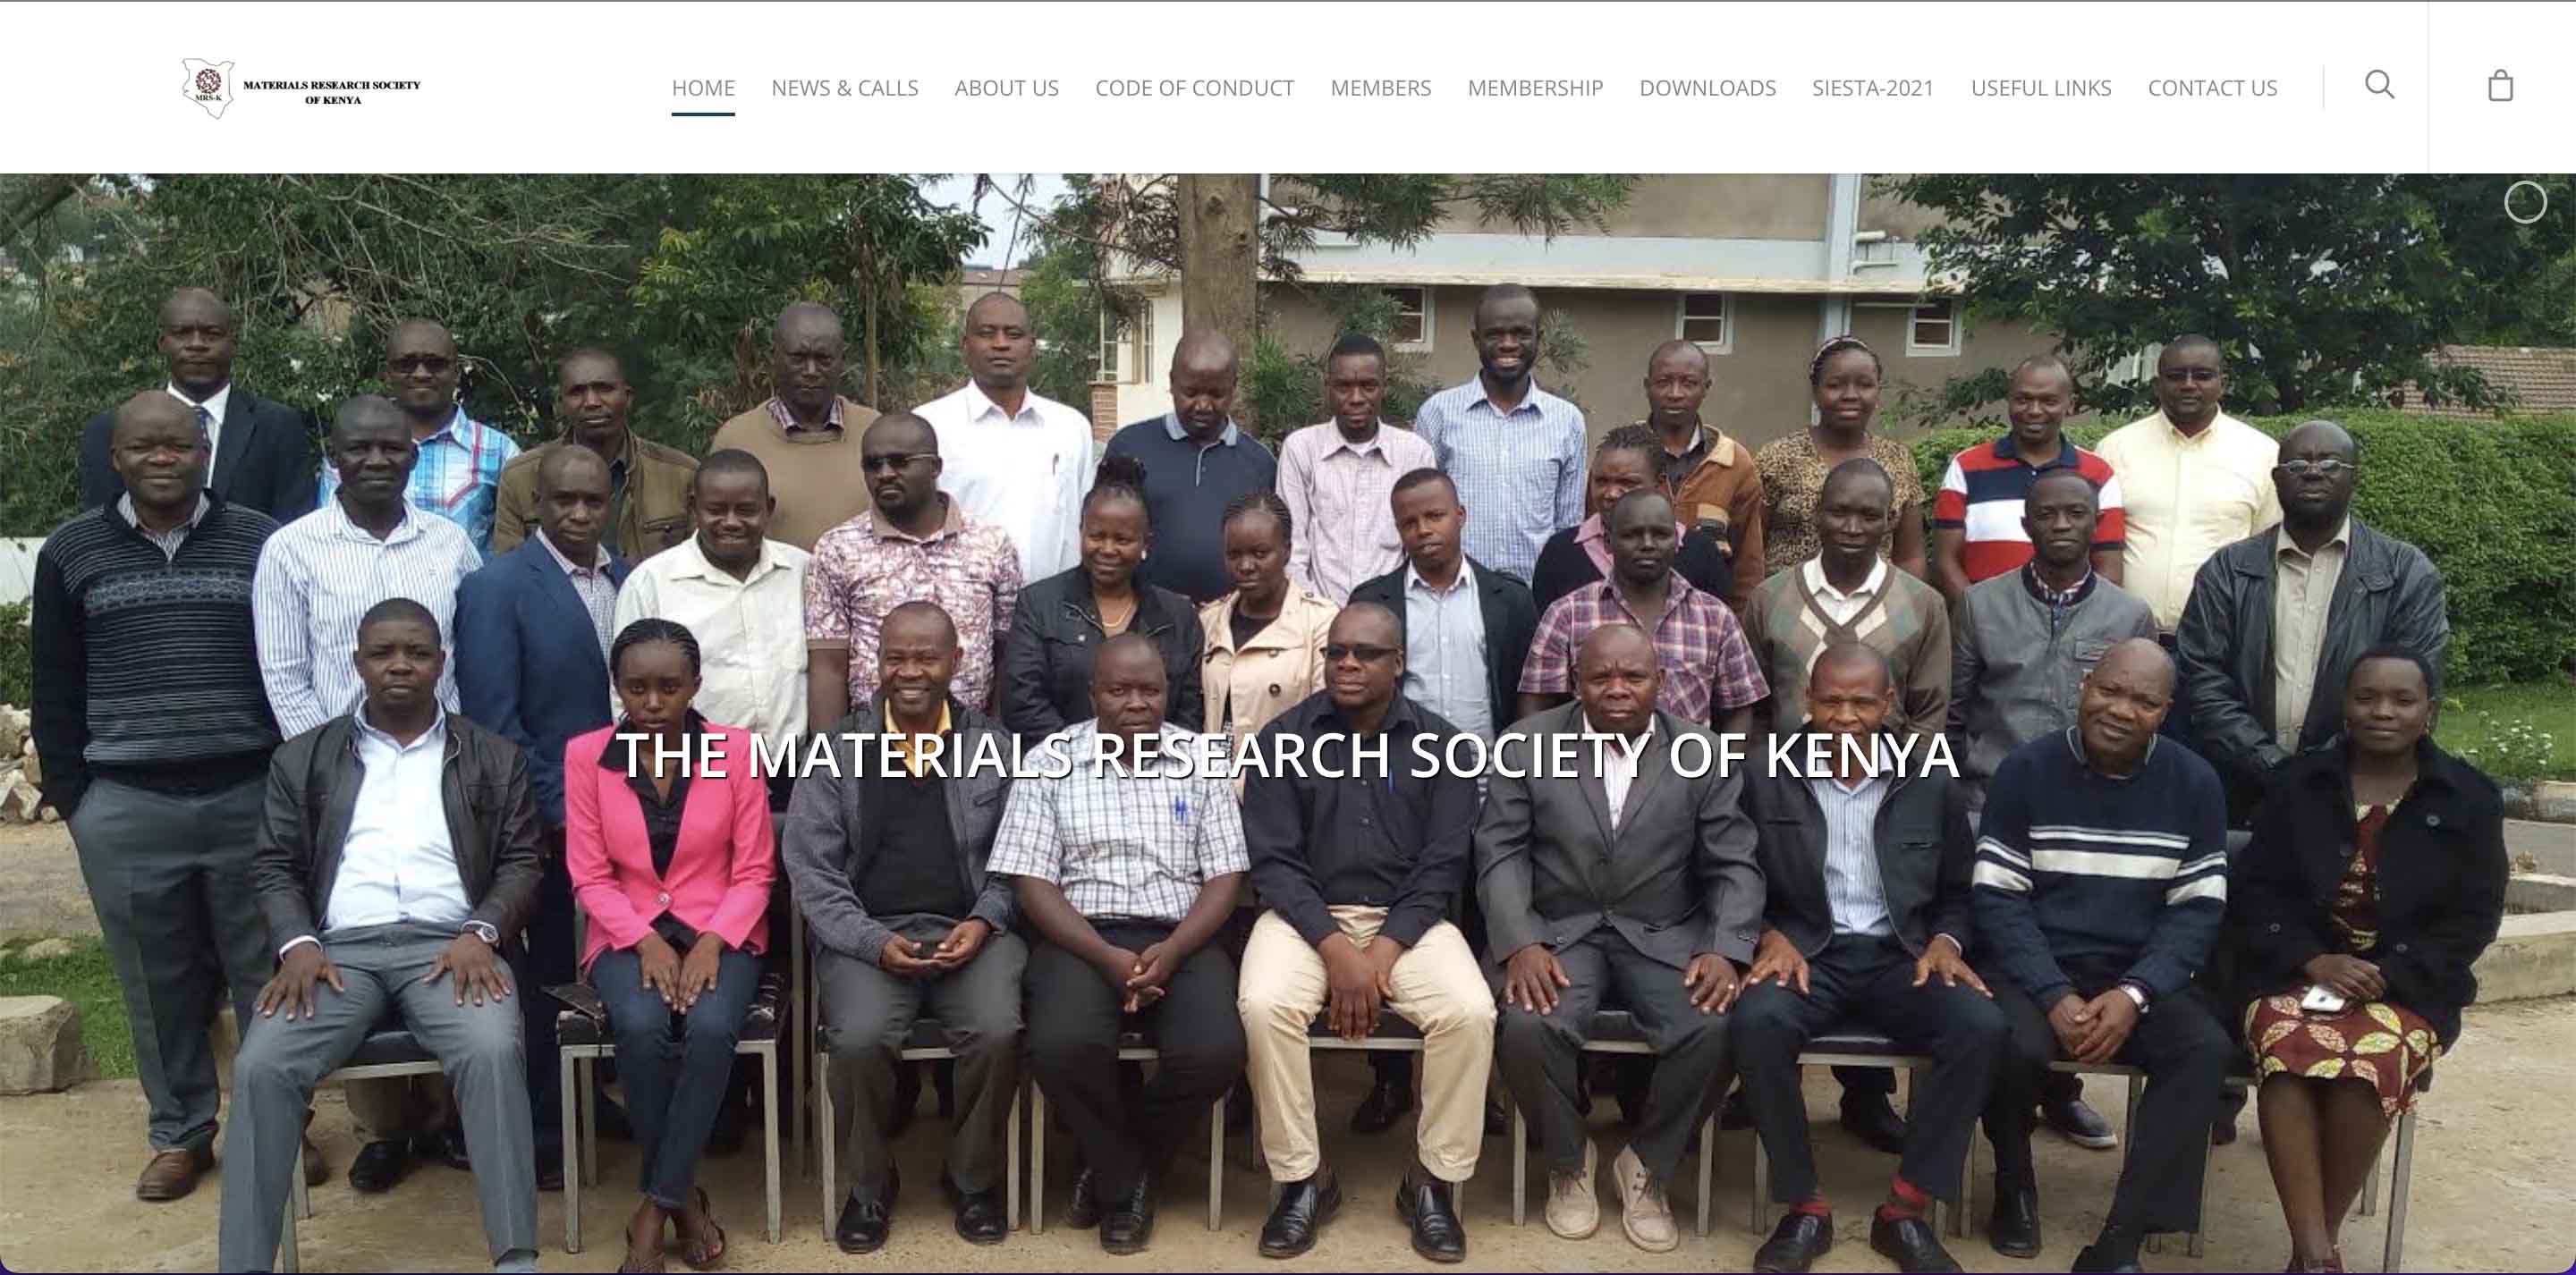 MRS-K
MATERIALS RESEARCH SOCIETY
OF KENYA
HOME NEWS & CALLS ABOUT US CODE OF CONDUCT MEMBERS MEMBERSHIP DOWNLOADS SIESTA-2021 USEFUL LINKS CONTACT US
THE MATERIALS RESEARCH SOCIETY OF KENYA